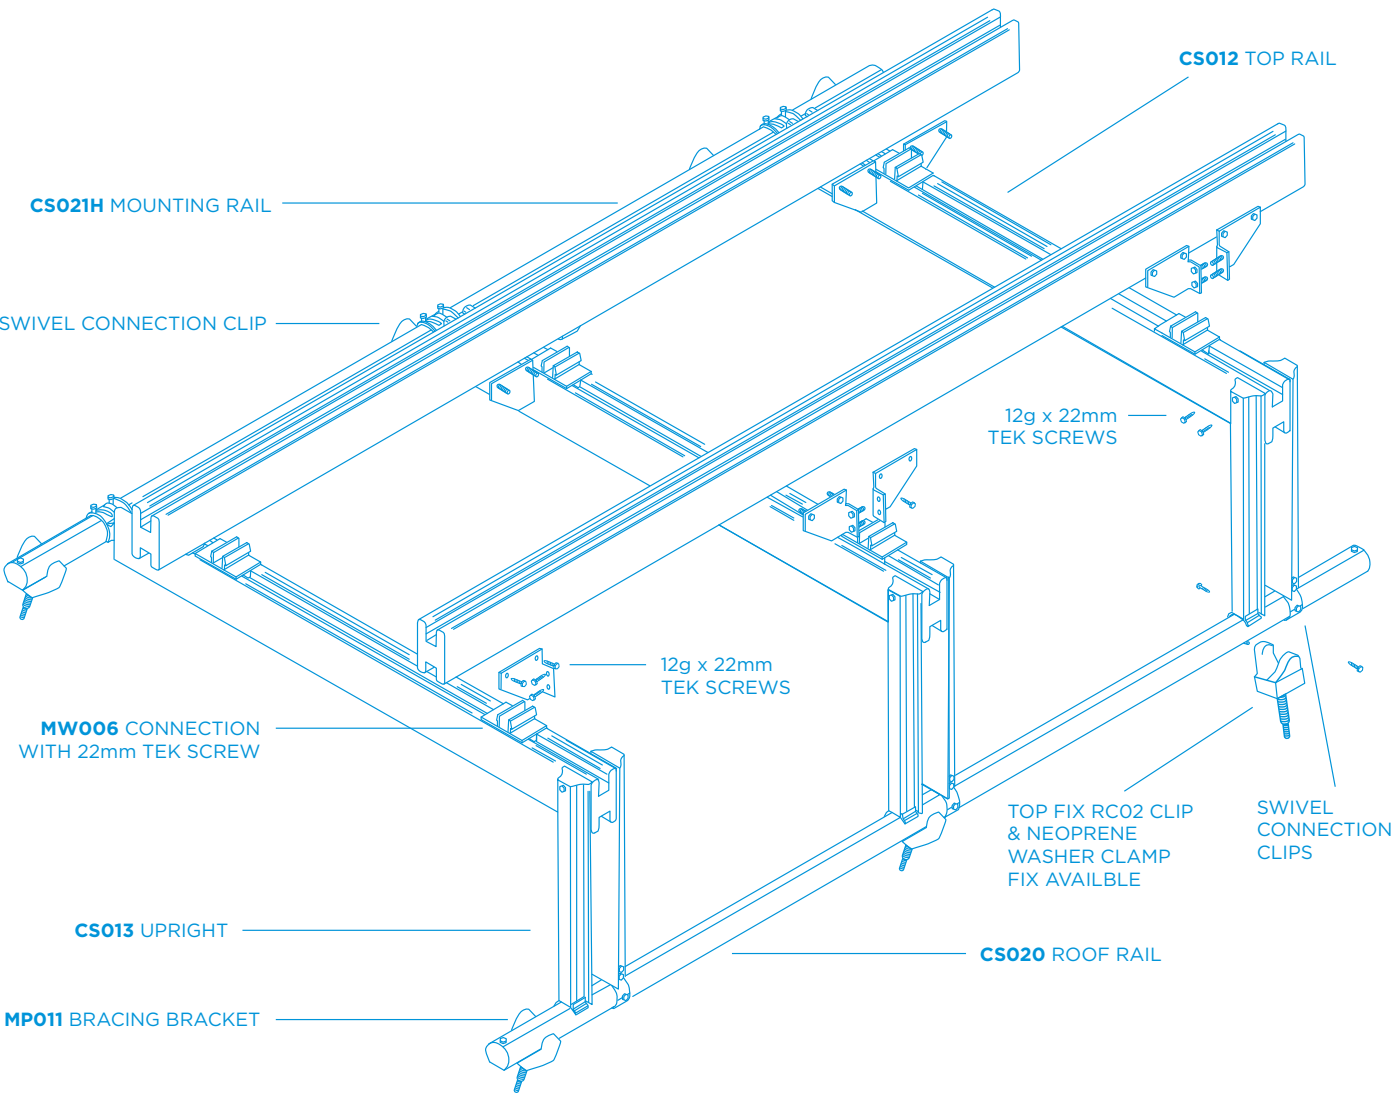 CS012 TOP RAIL
CS021H MOUNTING RAIL
SWIVEL CONNECTION CLIP
12g x 22mm
TEK SCREWS
12g x 22mm
TEK SCREWS
MW006 CONNECTION
WITH 22mm TEK SCREW
TOP FIX RC02 CLIP
& NEOPRENE
WASHER CLAMP
FIX AVAILBLE
SWIVEL
CONNECTION
CLIPS
CS013 UPRIGHT
CS020 ROOF RAIL
MP011 BRACING BRACKET